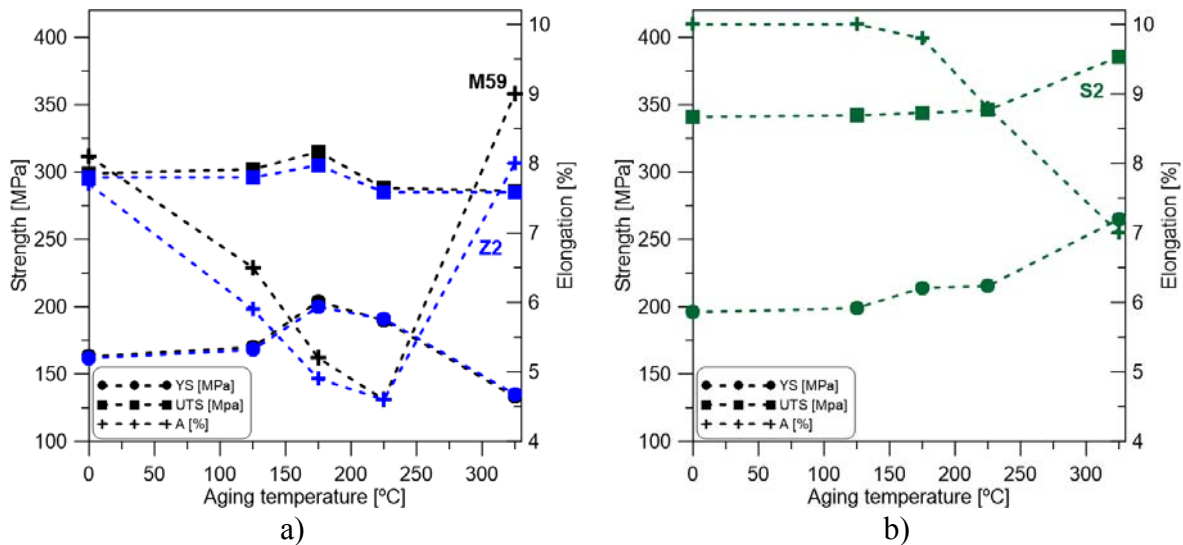 400
350
300
250
200
150
100
Strength [MPa]
10
9
8
7
6
5
4
Elongation [%]
M59
Z2
YS [MPa]
UTS [Mpa]
A [%]
0 50 100 150 200 250 300
Aging temperature [ºC]
a)
400
350
300
250
200
150
100
Strength [MPa]
10
9
8
7
6
5
4
Elongation [%]
S2
YS [MPa]
UTS [Mpa]
A [%]
0 50 100 150 200 250 300
Aging temperature [ºC]
b)